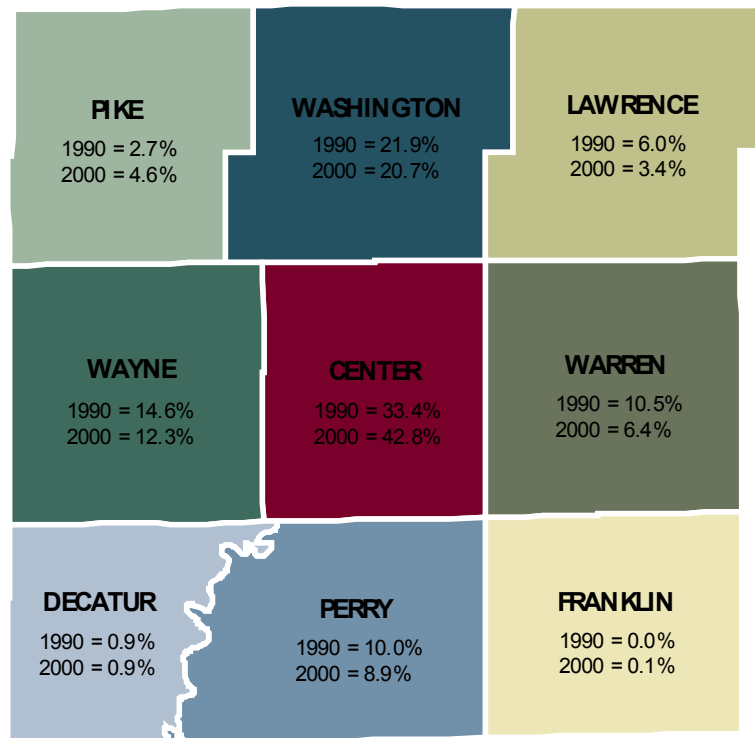 PIKE
1990 = 2.7%
2000 = 4.6%
WASHINGTON
1990 = 21.9%
2000 = 20.7%
LAWRENCE
1990 = 6.0%
2000 = 3.4%
WAYNE
1990 = 14.6%
2000 = 12.3%
CENTER
1990 = 33.4%
2000 = 42.8%
WARREN
1990 = 10.5%
2000 = 6.4%
DECATUR
1990 = 0.9%
2000 = 0.9%
PERRY
1990 = 10.0%
2000 = 8.9%
FRANKLIN
1990 = 0.0%
2000 = 0.1%